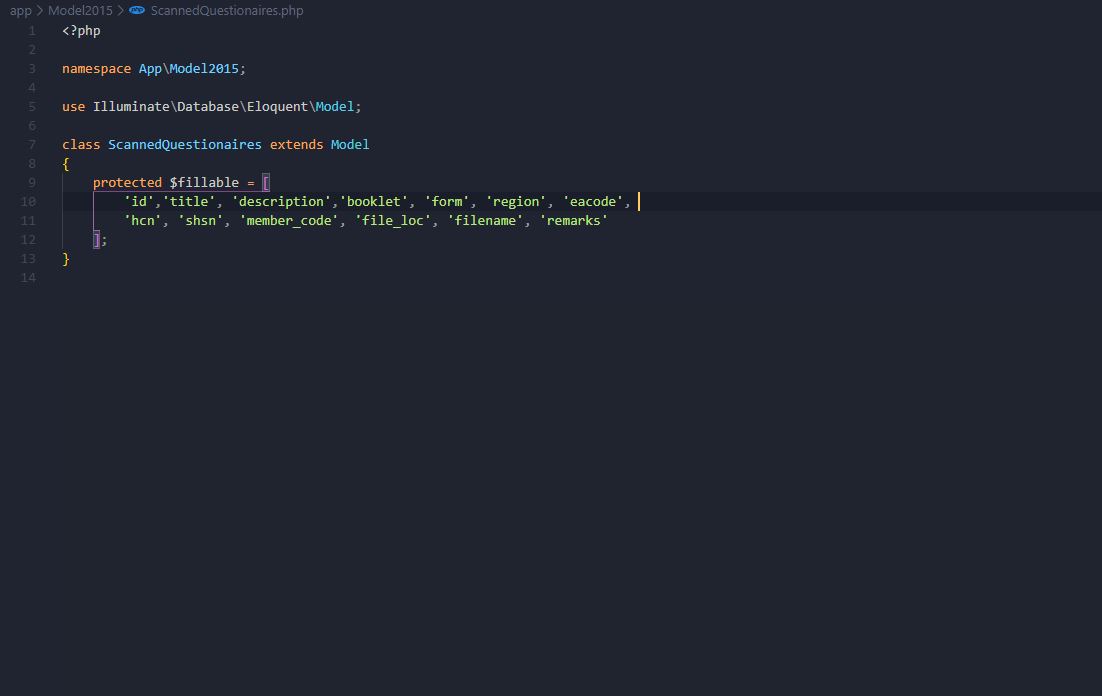 app > Model2015 > php ScannedQuestionaires.php
1 <?php
2
3 namespace App\Model2015;
4
5 use Illuminate\Database\Eloquent\Model;
6
7 class ScannedQuestionaires extends Model
8 {
9     protected $fillable = [
10         'id','title', 'description','booklet', 'form', 'region', 'eacode',
11         'hcn', 'shsn', 'member_code', 'file_loc', 'filename', 'remarks'
12     ];
13 }
14